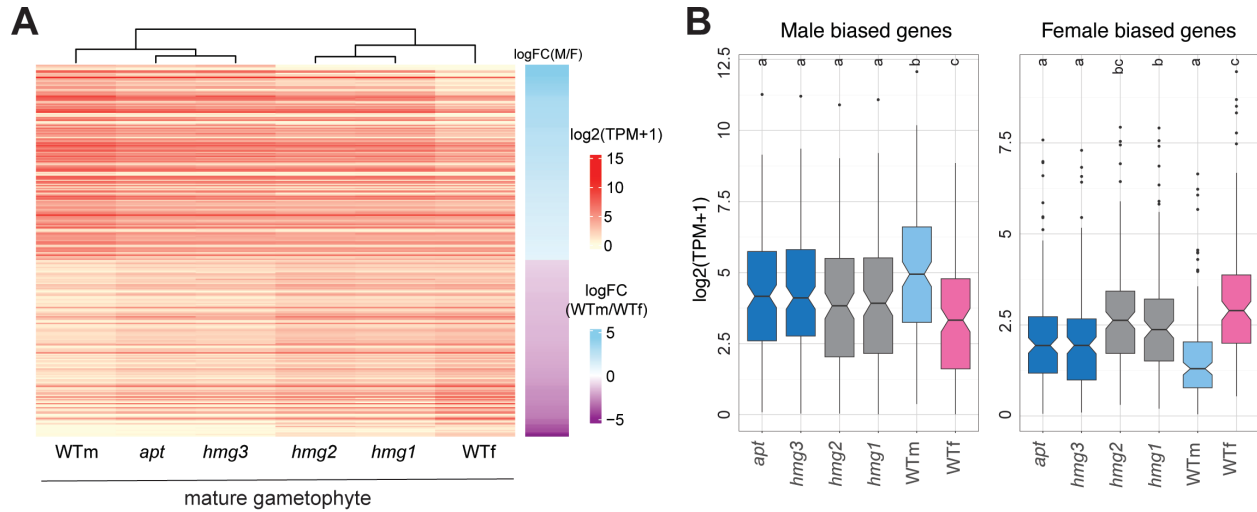 A
logFC(M/F)
log2(TPM+1)
15
10
5
0
logFC
(WTm/WTf)
5
0
−5
WTm apt hmg3 hmg2 hmg1 WTf
mature gametophyte
B
Male biased genes
log2(TPM+1)
12.5
10
7.5
5
2.5
0
a a a a b c
apt hmg3 hmg2 hmg1 WTm WTf
Female biased genes
7.5
5
2.5
0
a a bc b a c
apt hmg3 hmg2 hmg1 WTm WTf